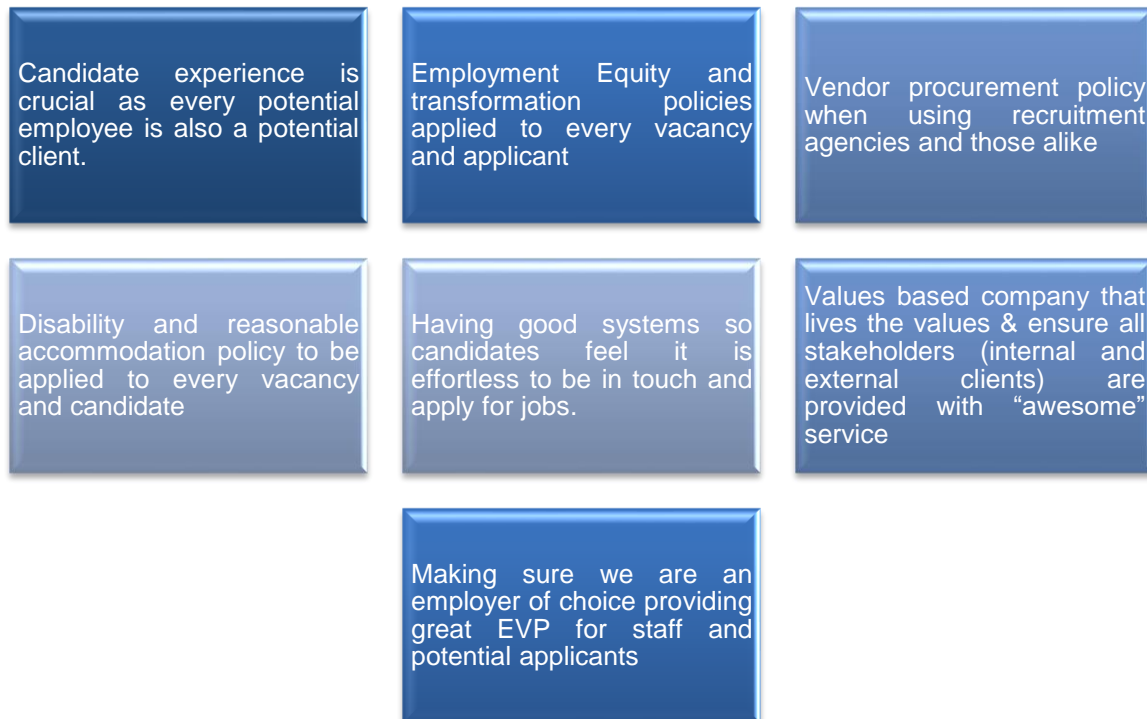 Candidate experience is
crucial as every potential
employee is also a potential
client.
Employment Equity and
transformation policies
applied to every vacancy
and applicant
Vendor procurement policy
when using recruitment
agencies and those alike
Disability and reasonable
accommodation policy to be
applied to every vacancy
and candidate
Having good systems so
candidates feel it is
effortless to be in touch and
apply for jobs.
Values based company that
lives the values & ensure all
stakeholders (internal and
external clients) are
provided with “awesome”
service
Making sure we are an
employer of choice providing
great EVP for staff and
potential applicants